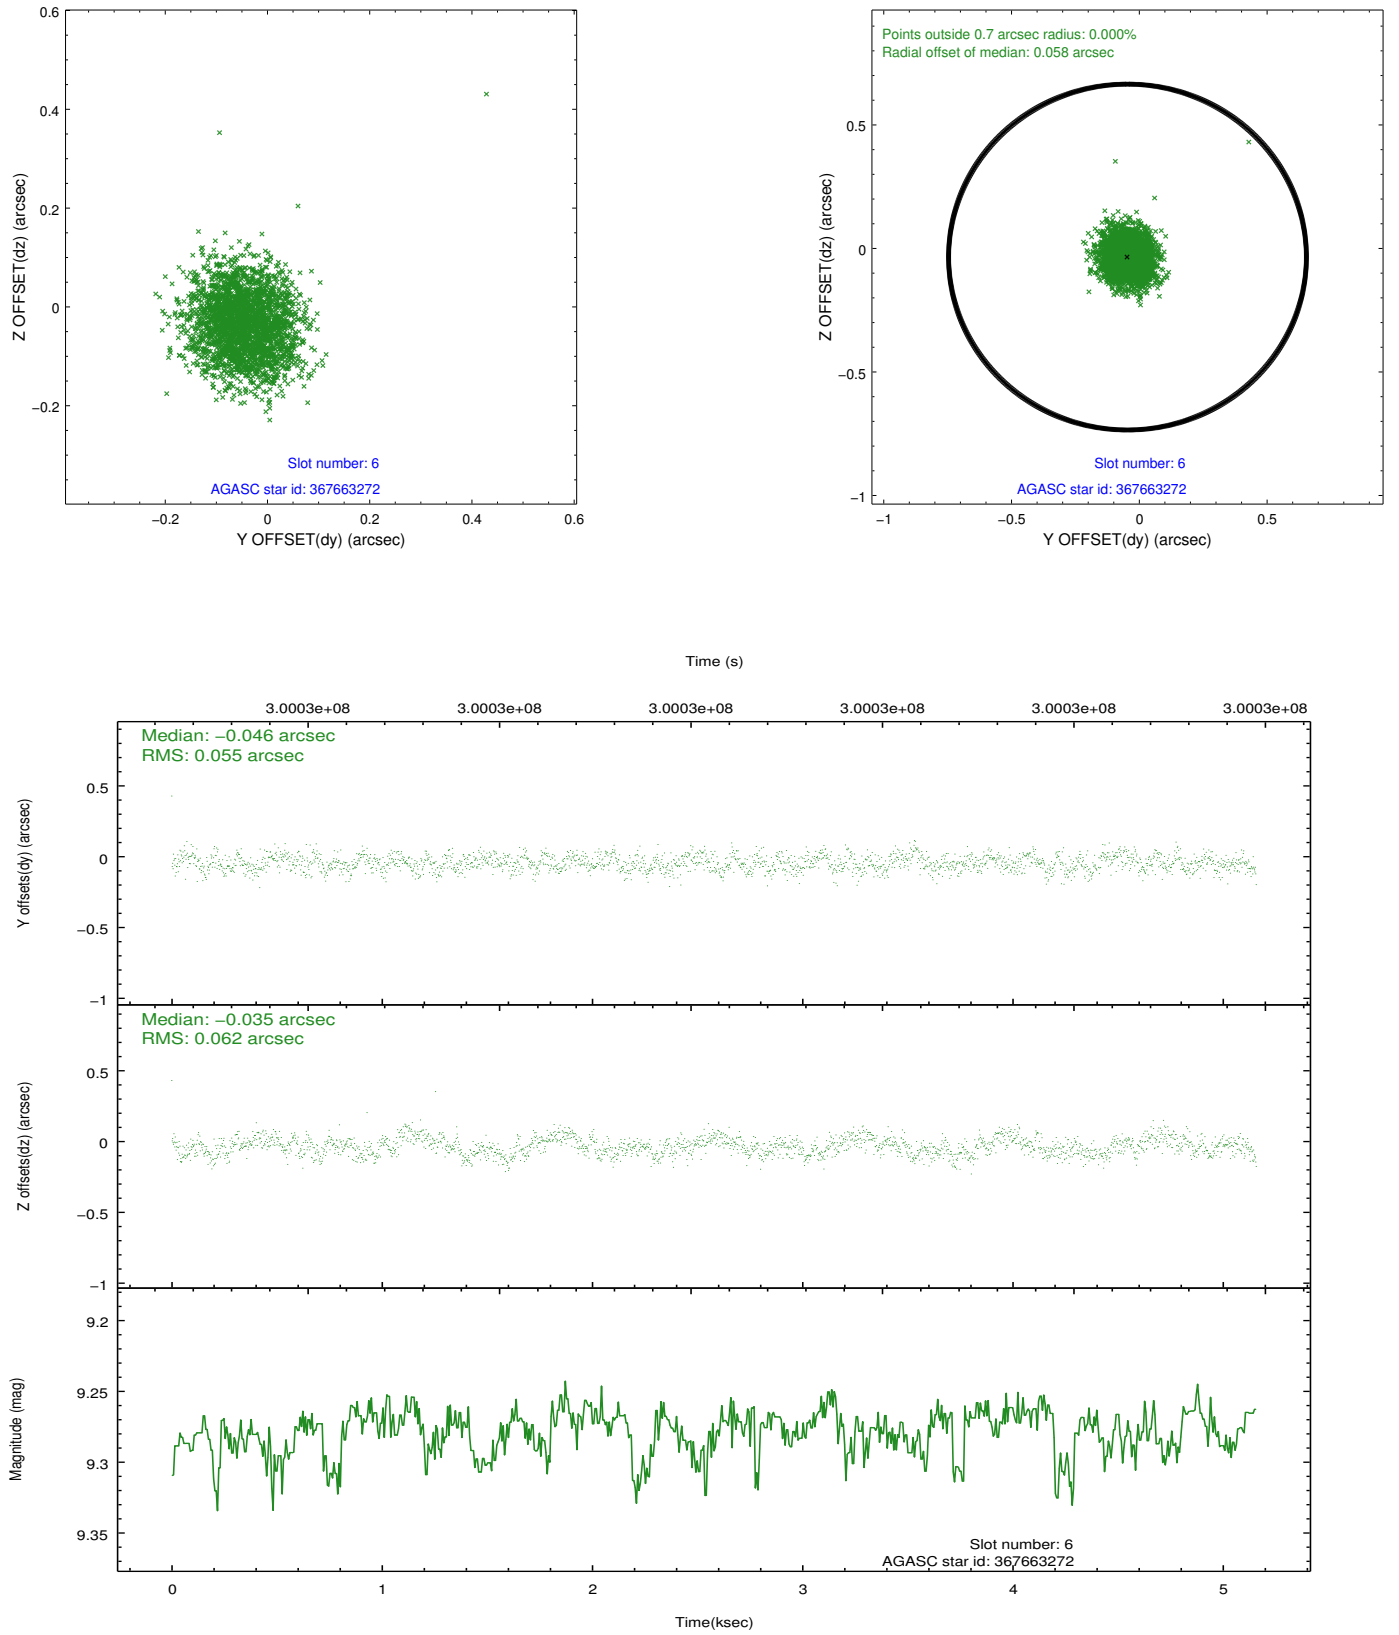 0.6
0.4
0.2
0
−0.2
Z OFFSET(dz) (arcsec)
Slot number: 6
AGASC star id: 367663272
−0.2 0 0.2 0.4 0.6
Y OFFSET(dy) (arcsec)
Points outside 0.7 arcsec radius: 0.000%
Radial offset of median: 0.058 arcsec
0.5
0
−0.5
−1
Z OFFSET(dz) (arcsec)
Slot number: 6
AGASC star id: 367663272
−1 −0.5 0 0.5
Y OFFSET(dy) (arcsec)
Time (s)
3.0003e+08 3.0003e+08 3.0003e+08 3.0003e+08 3.0003e+08 3.0003e+08
Median: −0.046 arcsec
RMS: 0.055 arcsec
0.5
0
−0.5
−1
Y offsets(dy) (arcsec)
Median: −0.035 arcsec
RMS: 0.062 arcsec
0.5
0
−0.5
−1
Z offsets(dz) (arcsec)
9.2
9.25
9.3
9.35
Magnitude (mag)
Slot number: 6
AGASC star id: 367663272
0 1 2 3 4 5
Time(ksec)